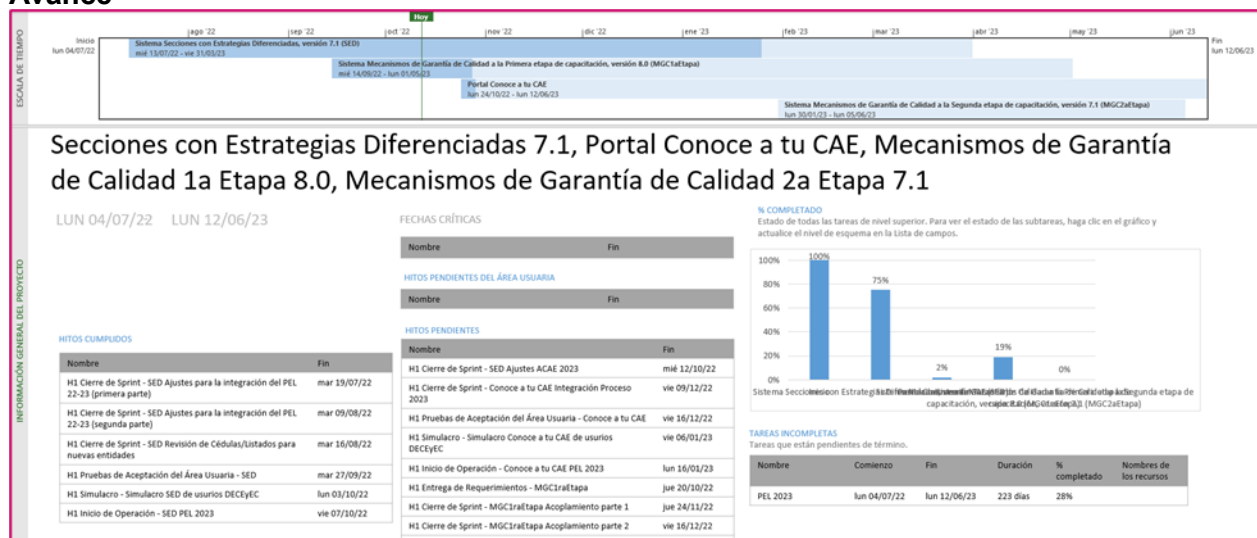 Avance
Hoy
ESCALA DE TIEMPO
Inicio
lun 04/07/22
ago '22
sep '22
oct '22
nov '22
dic '22
ene '23
feb '23
mar '23
abr '23
may '23
jun '23
Sistema Secciones con Estrategias Diferenciadas, versión 7.1 (SED)
mié 13/07/22 - vie 31/03/23
Sistema Mecanismos de Garantía de Calidad a la Primera etapa de capacitación, versión 8.0 (MGC1aEtapa)
mié 14/09/22 - lun 01/05/23
Portal Conoce a tu CAE
lun 24/10/22 - lun 12/06/23
Sistema Mecanismos de Garantía de Calidad a la Segunda etapa de capacitación, versión 7.1 (MGC2aEtapa)
lun 30/01/23 - lun 05/06/23
Fin
lun 12/06/23
INFORMACIÓN GENERAL DEL PROYECTO
Secciones con Estrategias Diferenciadas 7.1, Portal Conoce a tu CAE, Mecanismos de Garantía
de Calidad 1a Etapa 8.0, Mecanismos de Garantía de Calidad 2a Etapa 7.1
LUN 04/07/22 LUN 12/06/23
HITOS CUMPLIDOS
Nombre Fin
H1 Cierre de Sprint - SED Ajustes para la integración del PEL mar 19/07/22
22-23 (primera parte)
H1 Cierre de Sprint - SED Ajustes para la integración del PEL mar 09/08/22
22-23 (segunda parte)
H1 Cierre de Sprint - SED Revisión de Cédulas/Listados para mar 16/08/22
nuevas entidades
H1 Pruebas de Aceptación del Área Usuaria - SED mar 27/09/22
H1 Simulacro - Simulacro SED de usurios DECEyEC lun 03/10/22
H1 Inicio de Operación - SED PEL 2023 vie 07/10/22
FECHAS CRÍTICAS
Nombre Fin
HITOS PENDIENTES DEL ÁREA USUARIA
Nombre Fin
HITOS PENDIENTES
Nombre Fin
H1 Cierre de Sprint - SED Ajustes ACAE 2023 mié 12/10/22
H1 Cierre de Sprint - Conoce a tu CAE Integración Proceso vie 09/12/22
2023
H1 Pruebas de Aceptación del Área Usuaria - Conoce a tu CAE vie 16/12/22
H1 Simulacro - Simulacro Conoce a tu CAE de usurios vie 06/01/23
DECEyEC
H1 Inicio de Operación - Conoce a tu CAE PEL 2023 lun 16/01/23
H1 Entrega de Requerimientos - MGC1raEtapa jue 20/10/22
H1 Cierre de Sprint - MGC1raEtapa Acoplamiento parte 1 jue 24/11/22
H1 Cierre de Sprint - MGC1raEtapa Acoplamiento parte 2 vie 16/12/22
% COMPLETADO
Estado de todas las tareas de nivel superior. Para ver el estado de las subtareas, haga clic en el gráfico y
actualice el nivel de esquema en la Lista de campos.
100%
80%
60%
40%
20%
0%
100%
75%
2%
19%
0%
Sistema Secciones con Estrategias
Segunda etapa de
capacitación,
(MGC2aEtapa)
TAREAS INCOMPLETAS
Tareas que están pendientes de término.
Nombre Comienzo Fin Duración % completado Nombres de los recursos
PEL 2023 lun 04/07/22 lun 12/06/23 223 días 28%